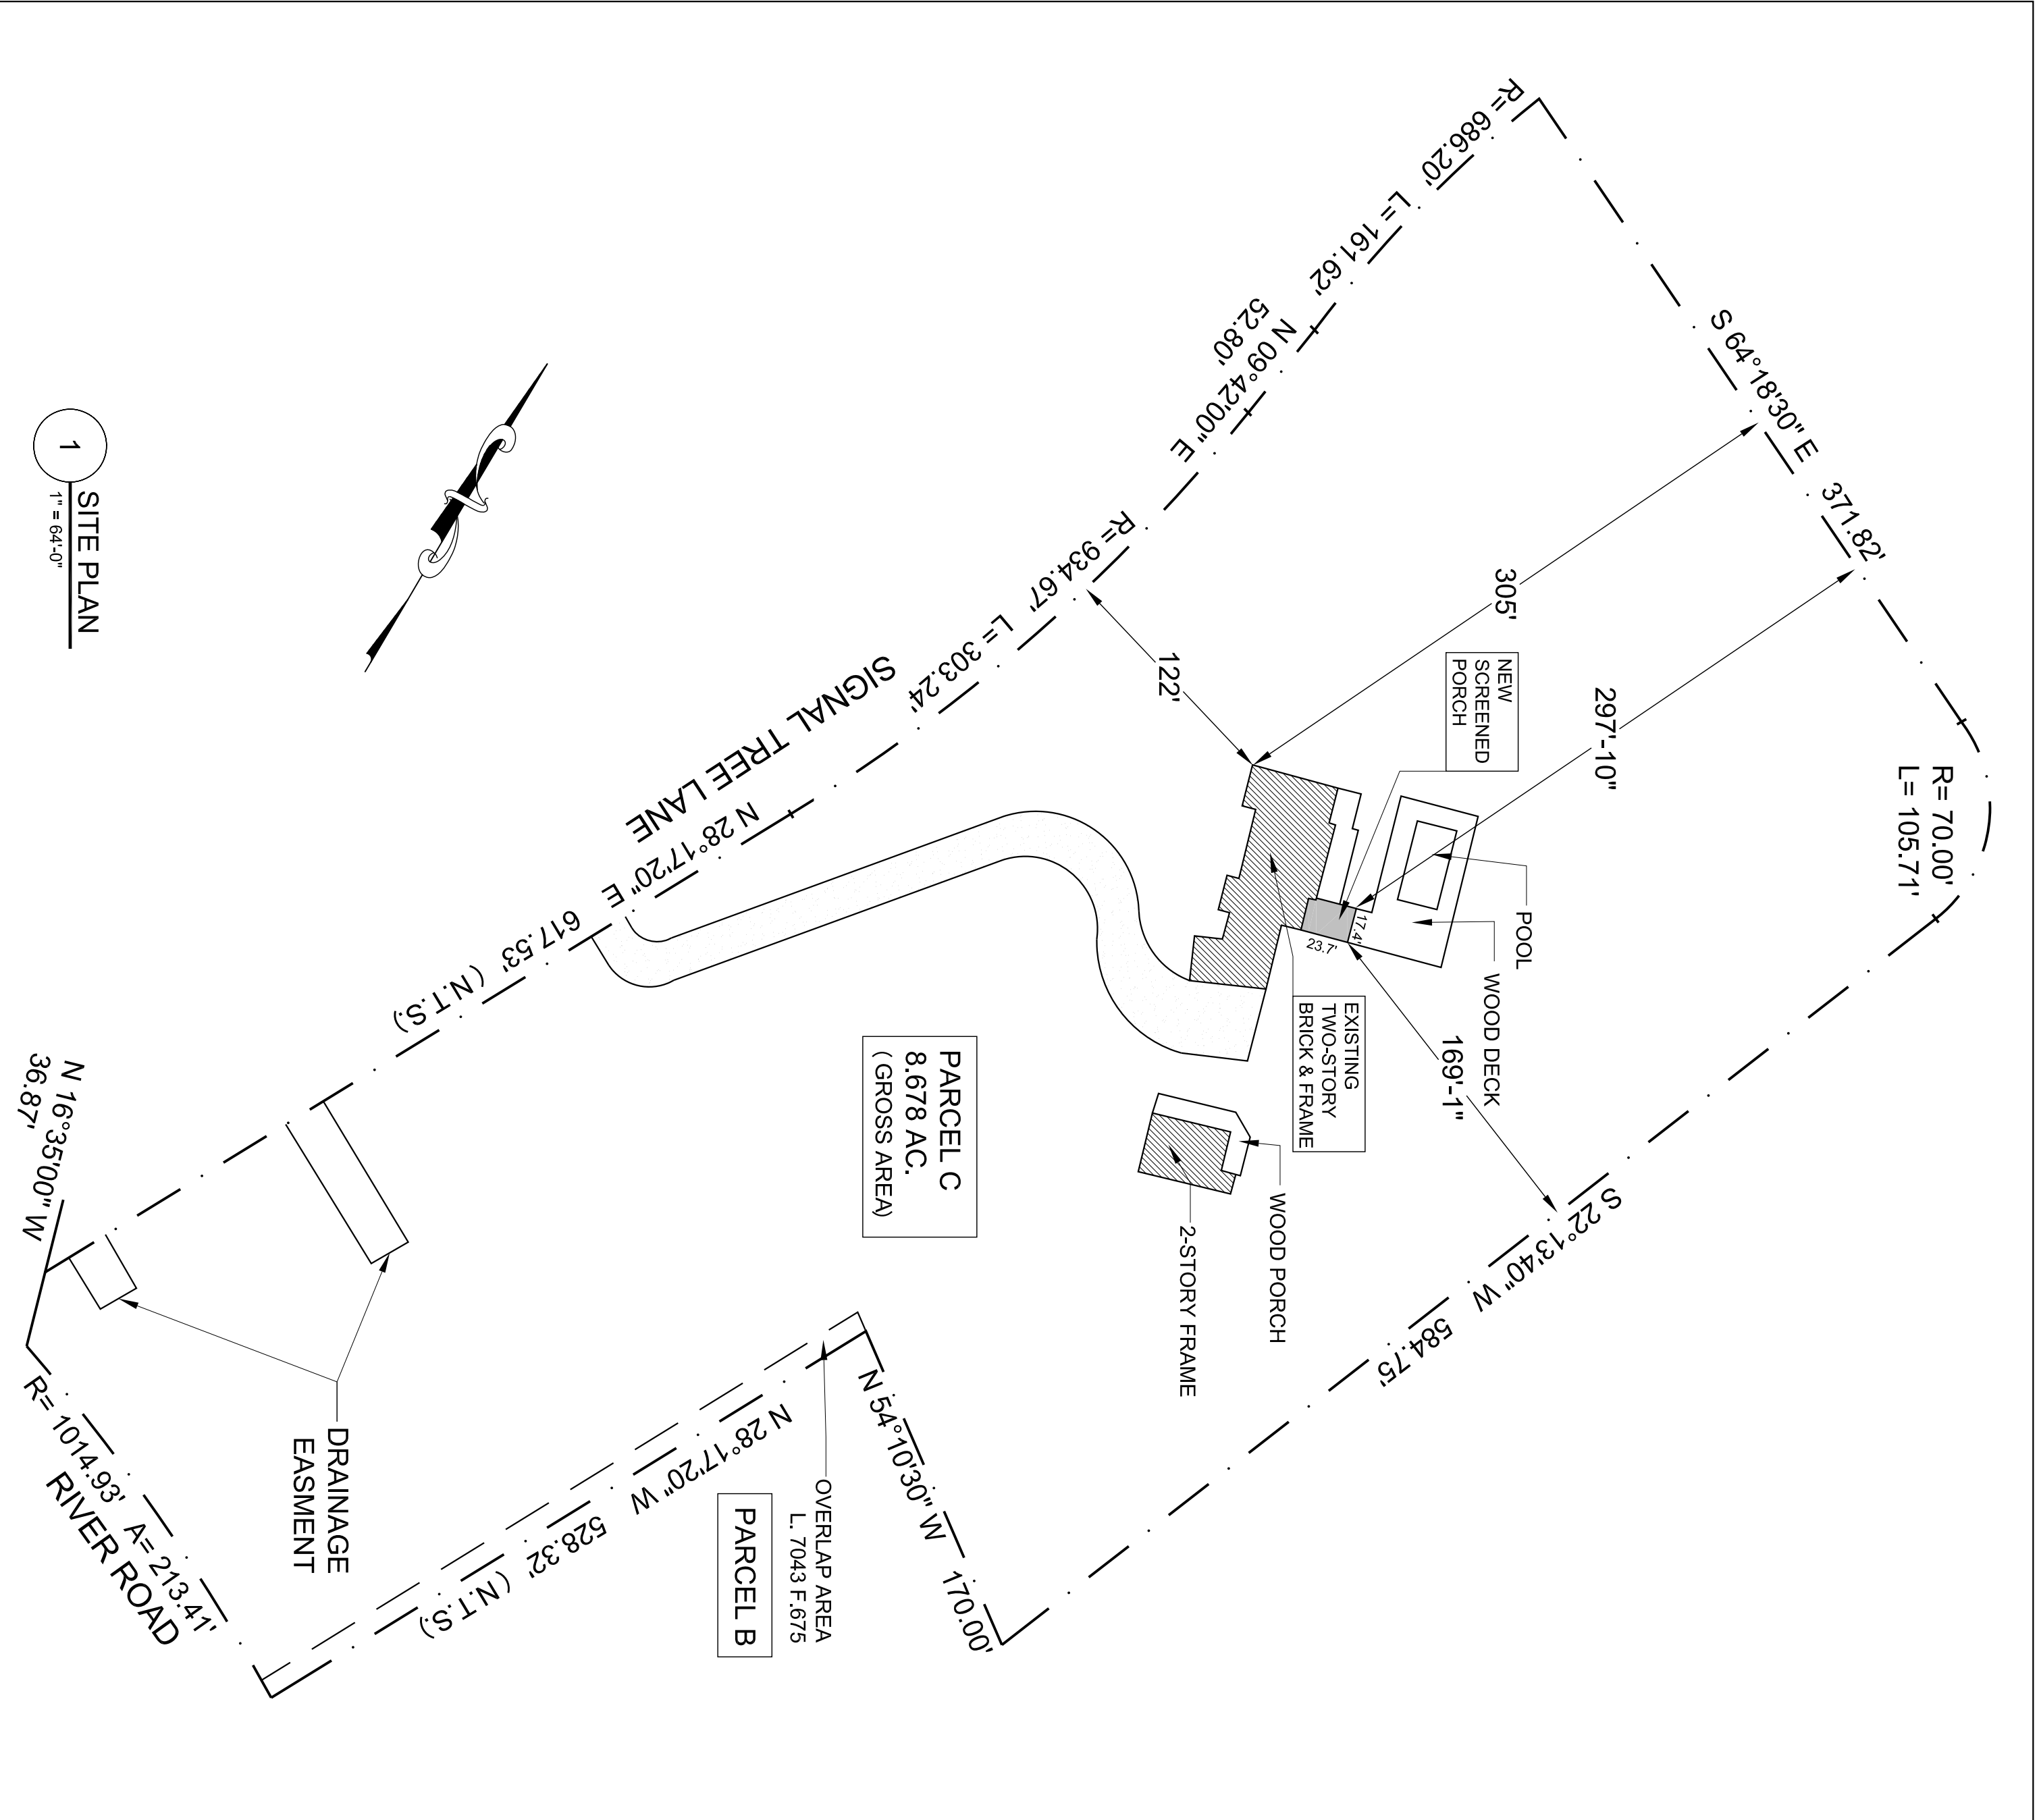 R= 70.00'
L= 105.71'
S 64°18'30" E 371.82'
305'
297'-10"
NEW
SCREENED
PORCH
POOL
WOOD DECK
17.4'
23.7'
169'-1"
EXISTING
TWO-STORY
BRICK & FRAME
WOOD PORCH
2-STORY FRAME
S 22°13'40" W 584.75'
R= 686.20' L= 161.62'
N 09°42'00" E
52.80'
122'
R= 934.67' L= 303.24'
SIGNAL TREE LANE
N 28°17'20" E 617.53' ( N.T.S.)
PARCEL C
8.678 AC.
( GROSS AREA)
N 54°10'30" W 170.00'
OVERLAP AREA
L. 7043 F.675
PARCEL B
N 28°17'20" W 528.32' ( N.T.S.)
DRAINAGE
EASMENT
N 16°35'00" W
36.87'
R= 1014.93' A= 213.41'
RIVER ROAD
1
SITE PLAN
1" = 64'-0"